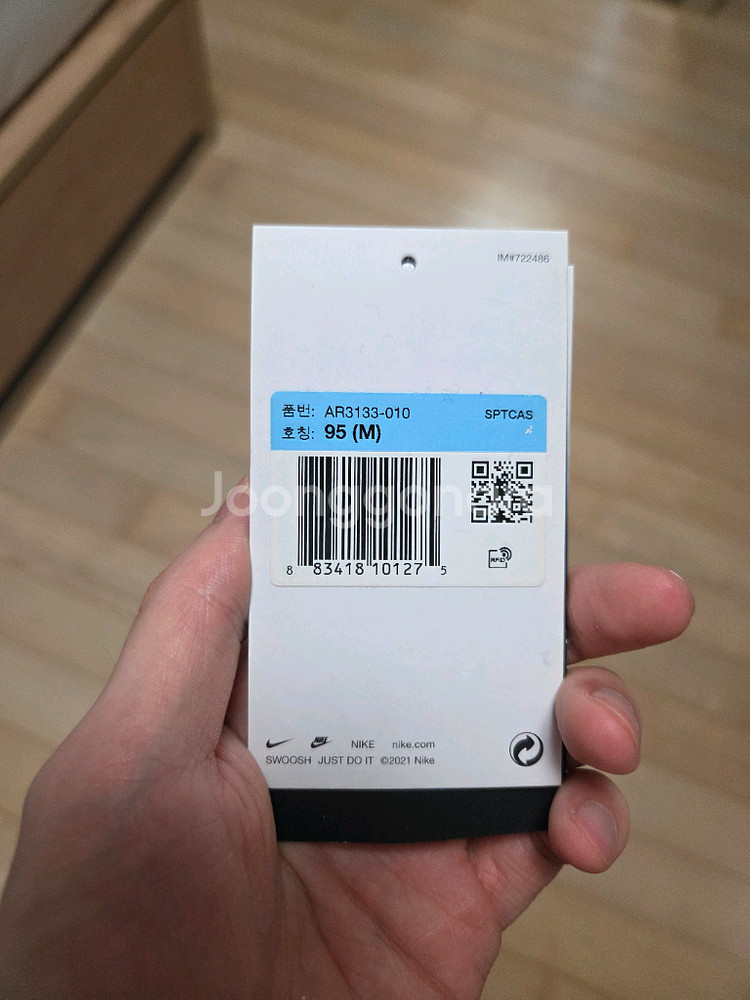 IM#722486
품번: AR3133-010 SPTCAS
호칭: 95 (M)
Joonggonara
8 83418 10127 5
RFID
NIKE nike.com
SWOOSH JUST DO IT ©2021 Nike